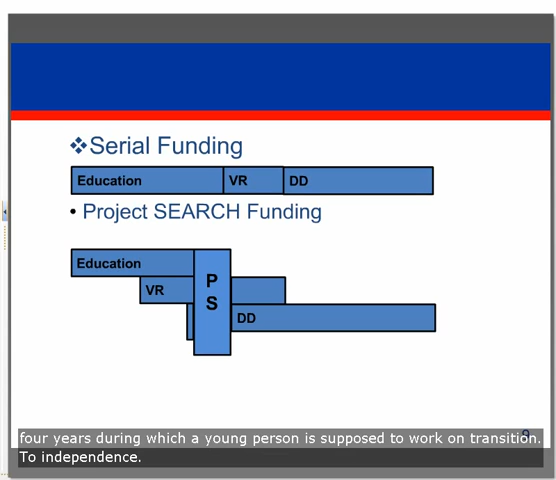 ❖Serial Funding
Education VR DD
• Project SEARCH Funding
Education
P
S
VR
DD
9
four years during which a young person is supposed to work on transition.
To independence.